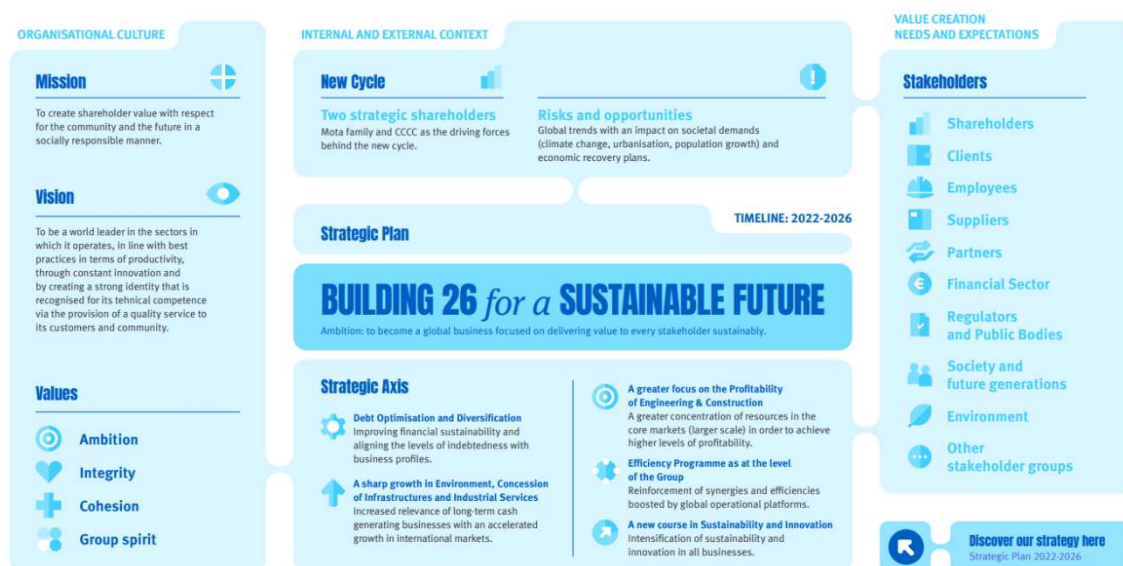 ORGANISATIONAL CULTURE
Mission
To create shareholder value with respect
for the community and the future in a
socially responsible manner.
Vision
To be a world leader in the sectors in
which it operates, in line with best
practices in terms of productivity,
through constant innovation and
by creating a strong identity that is
recognised for its tehnical competence
via the provision of a quality service to
its customers and community.
Values
Ambition
Integrity
Cohesion
Group spirit
INTERNAL AND EXTERNAL CONTEXT
New Cycle
Two strategic shareholders
Mota family and CCCC as the driving forces
behind the new cycle.
Risks and opportunities
Global trends with an impact on societal demands
(climate change, urbanisation, population growth) and
economic recovery plans.
TIMELINE: 2022-2026
Strategic Plan
BUILDING 26 for a SUSTAINABLE FUTURE
Ambition: to become a global business focused on delivering value to every stakeholder sustainably.
Strategic Axis
Debt Optimisation and Diversification
Improving financial sustainability and
aligning the levels of indebtedness with
business profiles.
A sharp growth in Environment, Concession
of Infrastructures and Industrial Services
Increased relevance of long-term cash
generating businesses with an accelerated
growth in international markets.
A greater focus on the Profitability
of Engineering & Construction
A greater concentration of resources in the
core markets (larger scale) in order to achieve
higher levels of profitability.
Efficiency Programme as at the level
of the Group
Reinforcement of synergies and efficiencies
boosted by global operational platforms.
A new course in Sustainability and Innovation
Intensification of sustainability and
innovation in all businesses.
VALUE CREATION
NEEDS AND EXPECTATIONS
Stakeholders
Shareholders
Clients
Employees
Suppliers
Partners
Financial Sector
Regulators
and Public Bodies
Society and
future generations
Environment
Other
stakeholder groups
Discover our strategy here
Strategic Plan 2022-2026